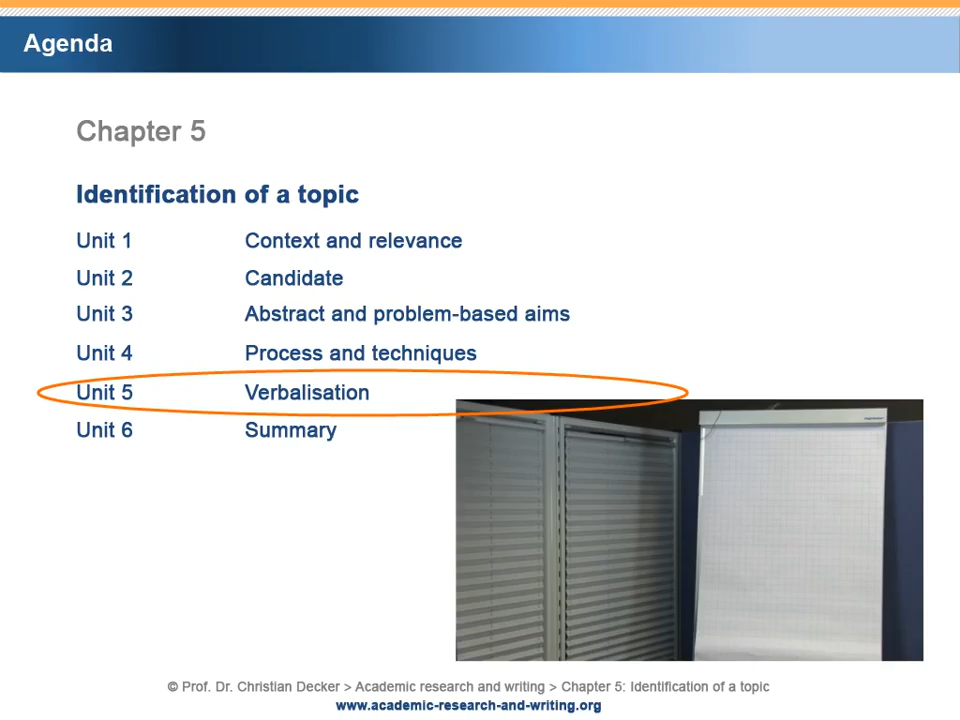 Agenda
Chapter 5
Identification of a topic
Unit 1 Context and relevance
Unit 2 Candidate
Unit 3 Abstract and problem-based aims
Unit 4 Process and techniques
Unit 5 Verbalisation
Unit 6 Summary
© Prof. Dr. Christian Decker > Academic research and writing > Chapter 5: Identification of a topic
www.academic-research-and-writing.org